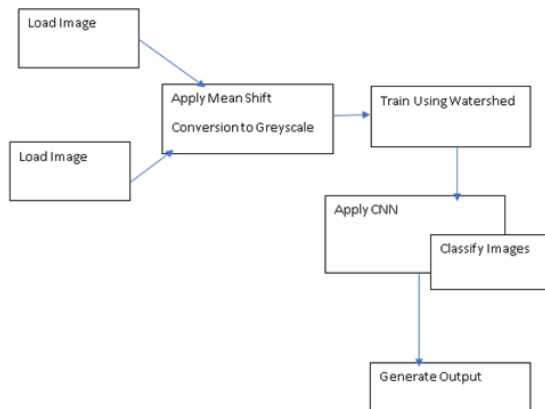 Load Image
Apply Mean Shift
Conversion to Greyscale
Train Using Watershed
Load Image
Apply CNN
Classify Images
Generate Output